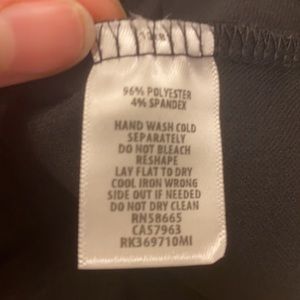 96% POLYESTER
4% SPANDEX
HAND WASH COLD
SEPARATELY
DO NOT BLEACH
RESHAPE
LAY FLAT TO DRY
COOL IRON WRONG
SIDE OUT IF NEEDED
DO NOT DRY CLEAN
RN58665
CA57963
RK369710MI